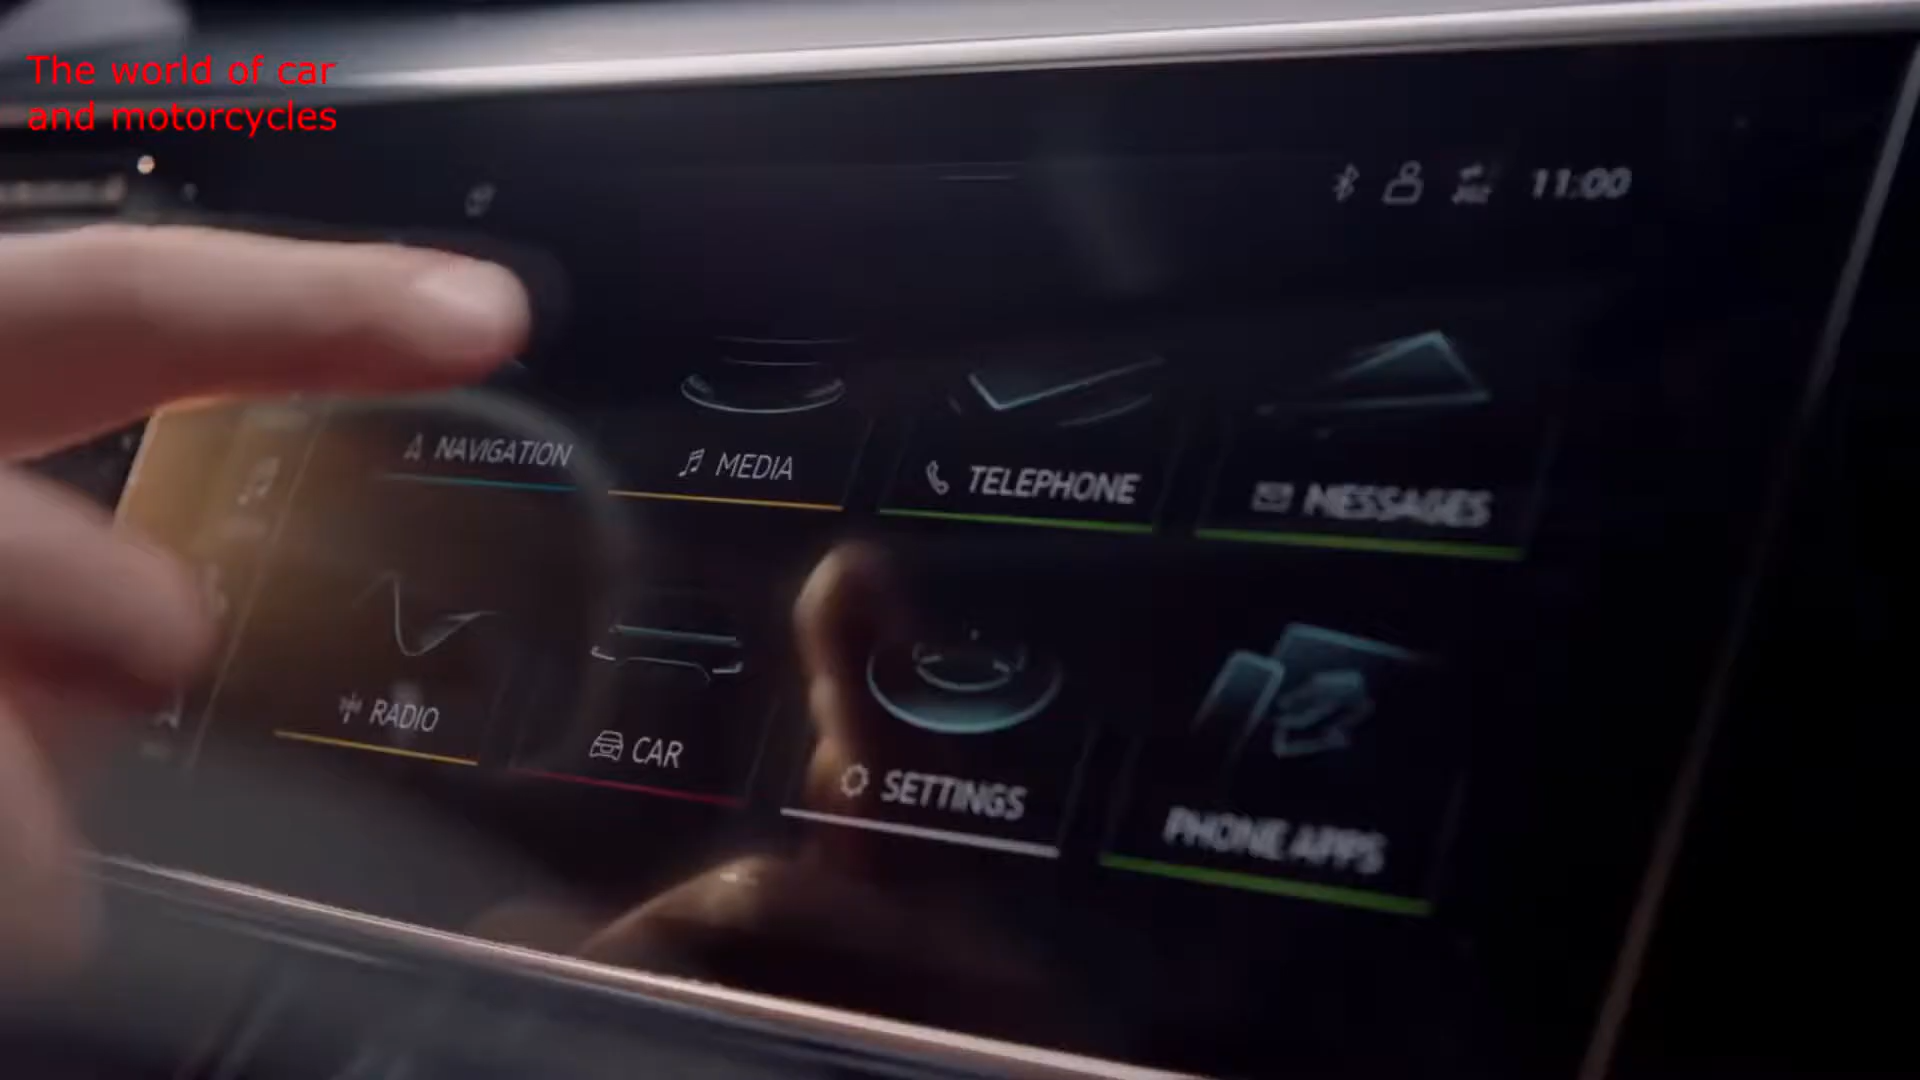 The world of car
and motorcycles
11:00
NAVIGATION
MEDIA
TELEPHONE
MESSAGES
RADIO
CAR
SETTINGS
PHONE APPS